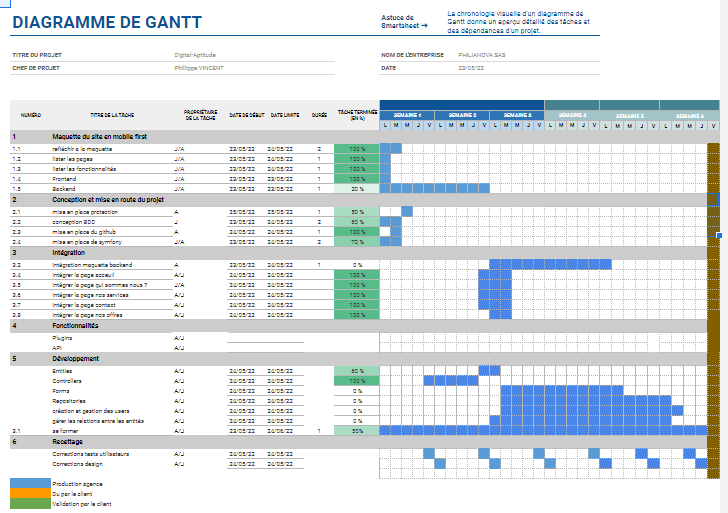 DIAGRAMME DE GANTT
Astuce de Smartsheet → La chronologie visuelle d'un diagramme de
Gantt donne un aperçu détaillé des tâches et
des dépendances d'un projet.
TITRE DU PROJET Digital-Aptitude NOM DE L'ENTREPRISE PHILIANOVA SAS
CHEF DE PROJET Phillippe VINCENT DATE 23/05/22
NUMÉRO TITRE DE LA TÂCHE PROPRIÉTAIRE DE LA TÂCHE DATE DE DÉBUT DATE LIMITE DURÉE TÂCHE TERMINÉE (EN %) SEMAINE 1 SEMAINE 2 SEMAINE 3 SEMAINE 4 SEMAINE 5 SEMAINE 6
L M M J V L M M J V L M M J V L M M J V L M M J V L M M J V
1 Maquette du site en mobile first
1.1 refléchir a la maquette J/A 23/05/22 24/05/22 2 100 %
1.2 lister les pages J/A 23/05/22 23/05/22 1 100 %
1.3 lister les fonctionnalités J/A 23/05/22 23/05/22 1 100 %
1.4 Frontend J/A 23/05/22 23/05/22 1 100 %
1.5 Backend J/A 23/05/22 23/05/22 1 20 %
2 Conception et mise en route du projet
2.1 mise en place protection A 25/05/22 25/05/22 1 50 %
2.2 conception BDD J 23/05/22 24/05/22 2 60 %
2.3 mise en place du github A 24/05/22 24/05/22 1 100 %
2.4 mise en place de symfony J/A 23/05/22 24/05/22 2 70 %
3 Intégration
3.2 Intégration maquette backend A 23/05/22 23/05/22 1 0 %
3.4 Intégrer la page acceuil A/J 24/05/22 24/05/22 100 %
3.5 Intégrer la page qui sommes nous ? J/A 24/05/22 24/05/22 100 %
3.6 Intégrer la page nos services A/J 24/05/22 24/05/22 100 %
3.7 Intégrer la page contact A/J 24/05/22 24/05/22 100 %
3.8 Intégrer la page nos offres A/J 24/05/22 24/05/22 100 %
4 Fonctionnalités
Plugins A/J
API A/J
5 Développement
Entities A/J 24/05/22 24/05/22 60 %
Controllers A/J 24/05/22 24/05/22 100 %
Forms A/J 24/05/22 24/05/22 0 %
Repositories A/J 24/05/22 24/05/22 0 %
création et gestion des users A/J 24/05/22 24/05/22 0 %
gérer les relations entre les entités A/J 24/05/22 24/05/22 0 %
3.1 se former A/J 23/05/22 24/06/22 1 50%
6 Recettage
Corrections tests utilisateurs A/J 24/05/22 24/05/22
Corrections design A/J 24/05/22 24/05/22
Production agence
Du par le client
Validation par le client